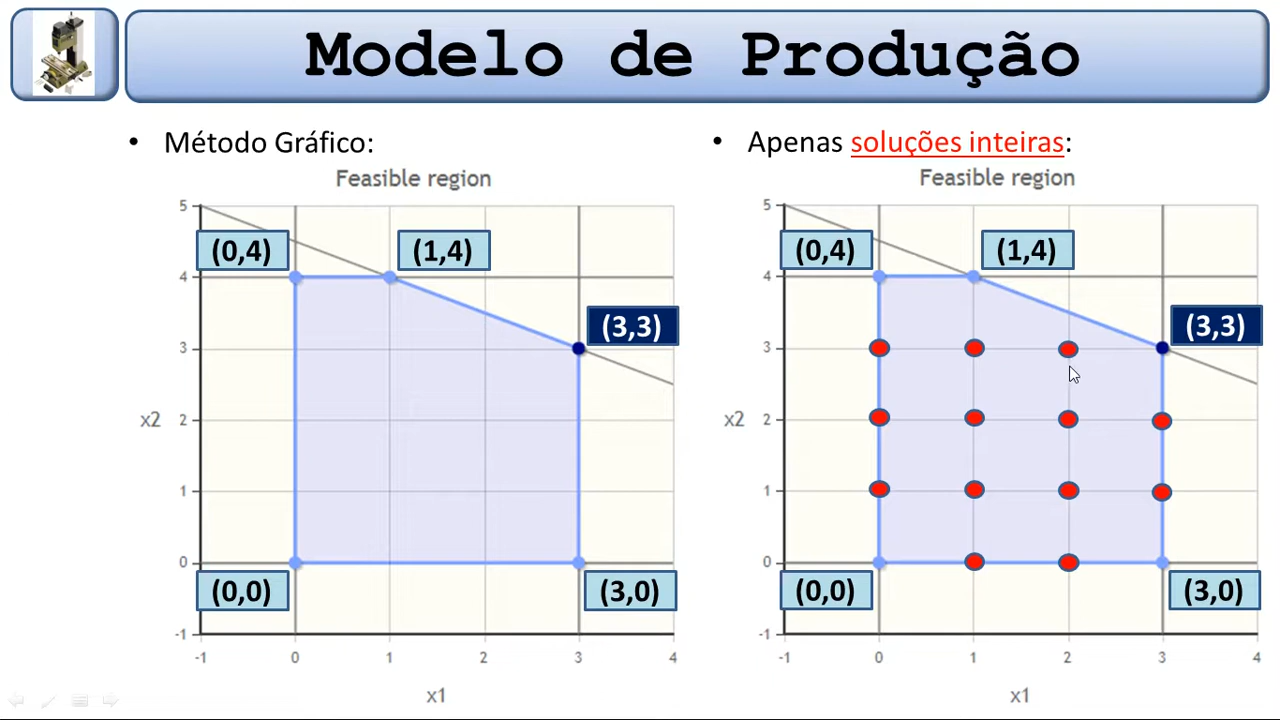 Modelo de Produção
• Método Gráfico:
Feasible region
5
4
3
2
1
0
-1
x2
(0,4)
(1,4)
(3,3)
(0,0)
(3,0)
-1 0 1 2 3 4
x1
• Apenas soluções inteiras:
Feasible region
5
4
3
2
1
0
-1
x2
(0,4)
(1,4)
(3,3)
(0,0)
(3,0)
-1 0 1 2 3 4
x1